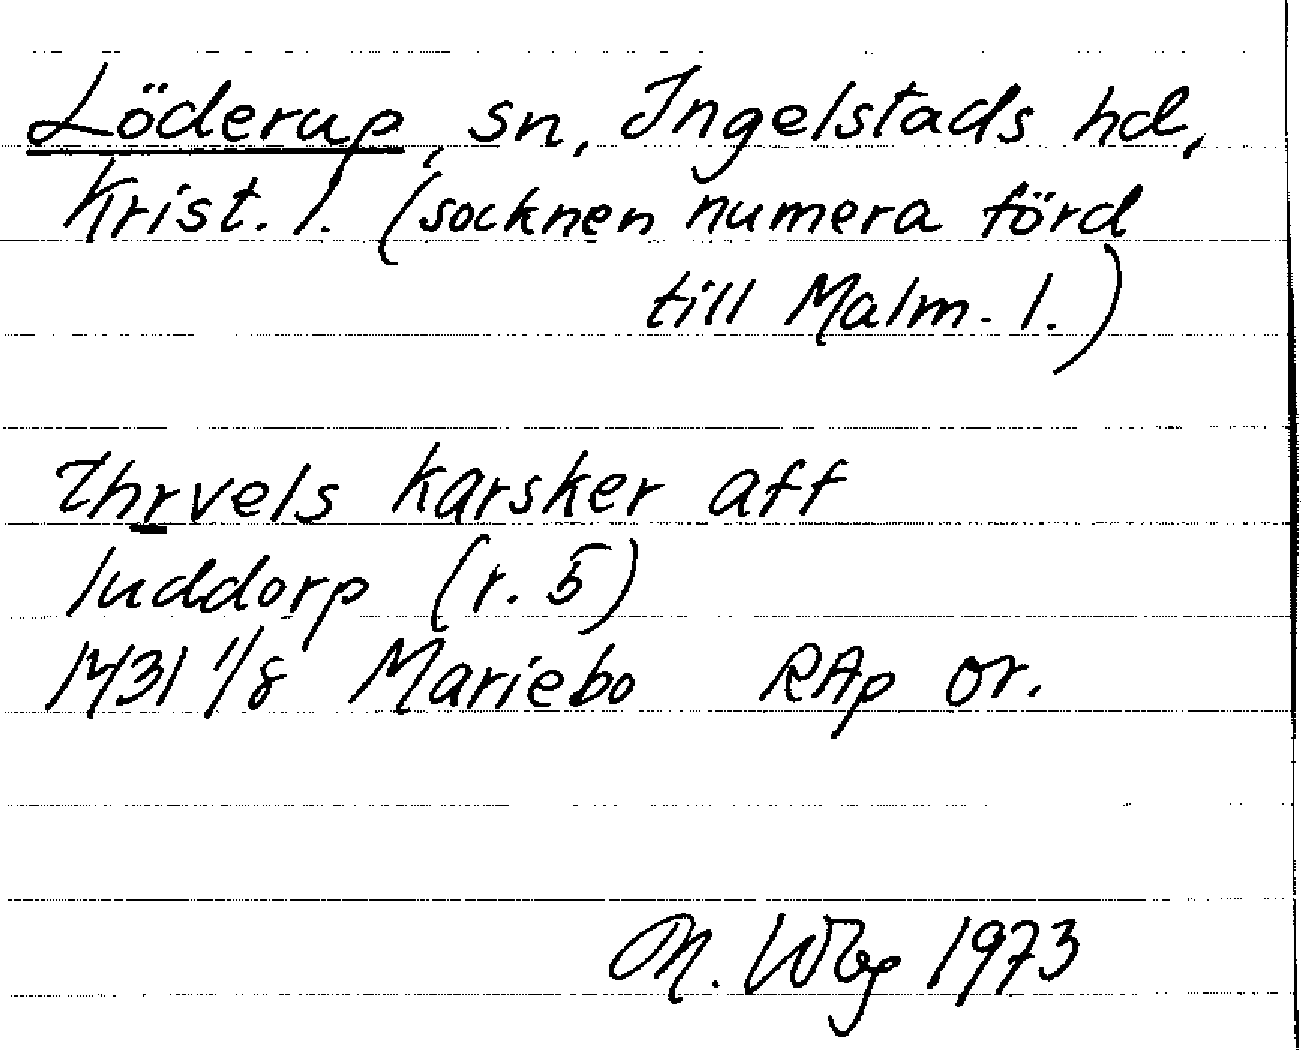 Löderup, sn, Ingelstads hd,
Krist. l. (socknen numera förd
till Malm. l.)
Thrvels karsker aff
luddorp (r. 5)
1431 1/8 Mariebo RAp or.
M. Wbg 1973